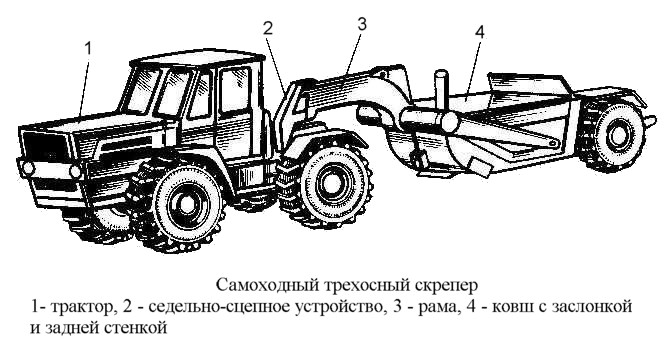 1
2
3
4
Самоходный трехосный скрепер
1- трактор, 2 - седельно-сцепное устройство, 3 - рама, 4 - ковш с заслонкой
и задней стенкой